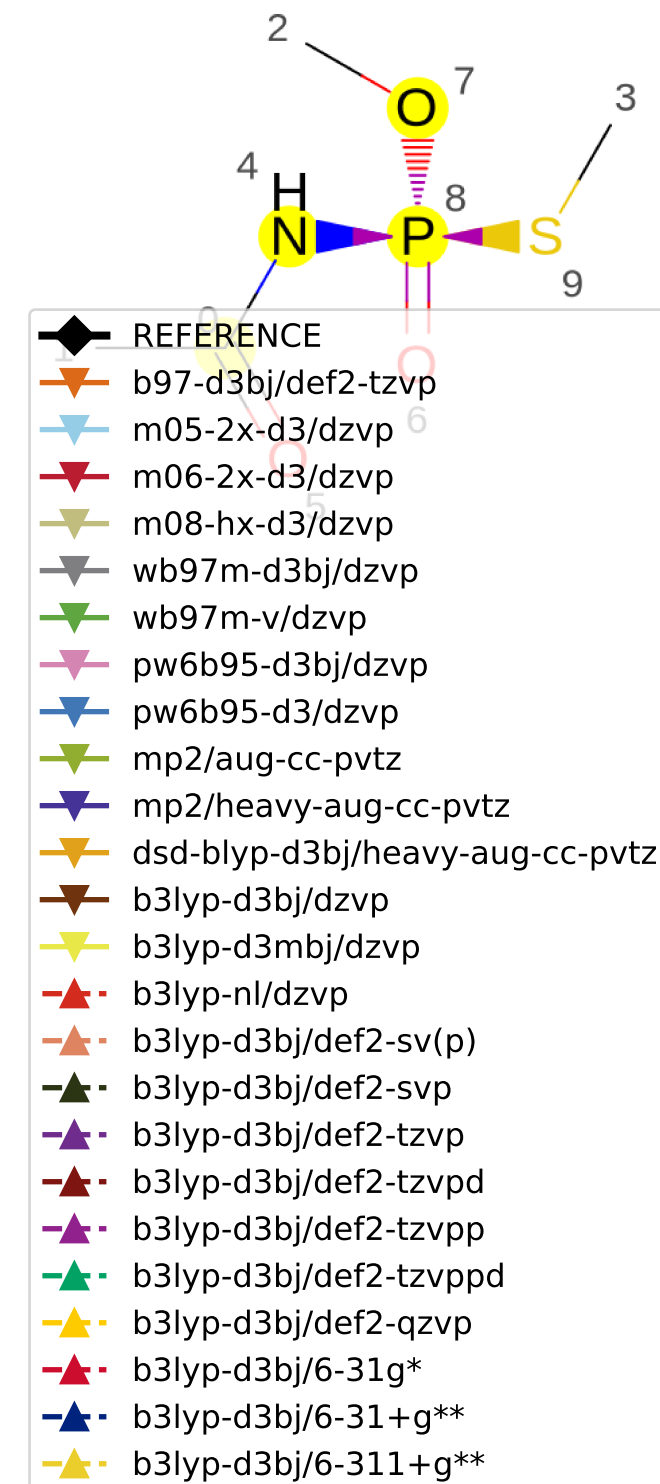 2
O 7
3
4 H
8
N P S
9
0
REFERENCE
1
b97-d3bj/def2-tzvp
O
6
m05-2x-d3/dzvp
O
m06-2x-d3/dzvp
5
m08-hx-d3/dzvp
wb97m-d3bj/dzvp
wb97m-v/dzvp
pw6b95-d3bj/dzvp
pw6b95-d3/dzvp
mp2/aug-cc-pvtz
mp2/heavy-aug-cc-pvtz
dsd-blyp-d3bj/heavy-aug-cc-pvtz
b3lyp-d3bj/dzvp
b3lyp-d3mbj/dzvp
b3lyp-nl/dzvp
b3lyp-d3bj/def2-sv(p)
b3lyp-d3bj/def2-svp
b3lyp-d3bj/def2-tzvp
b3lyp-d3bj/def2-tzvpd
b3lyp-d3bj/def2-tzvpp
b3lyp-d3bj/def2-tzvppd
b3lyp-d3bj/def2-qzvp
b3lyp-d3bj/6-31g*
b3lyp-d3bj/6-31+g**
b3lyp-d3bj/6-311+g**